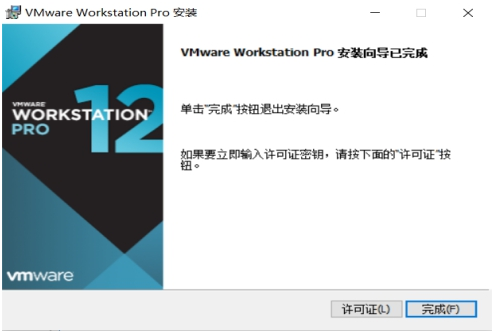 VMware Workstation Pro 安装
VMware Workstation Pro 安装向导已完成
单击"完成"按钮退出安装向导。
如果要立即输入许可证密钥，请按下面的"许可证"按
钮。
VMWARE
WORKSTATION
PRO
12
vmware
许可证(L)
完成(F)